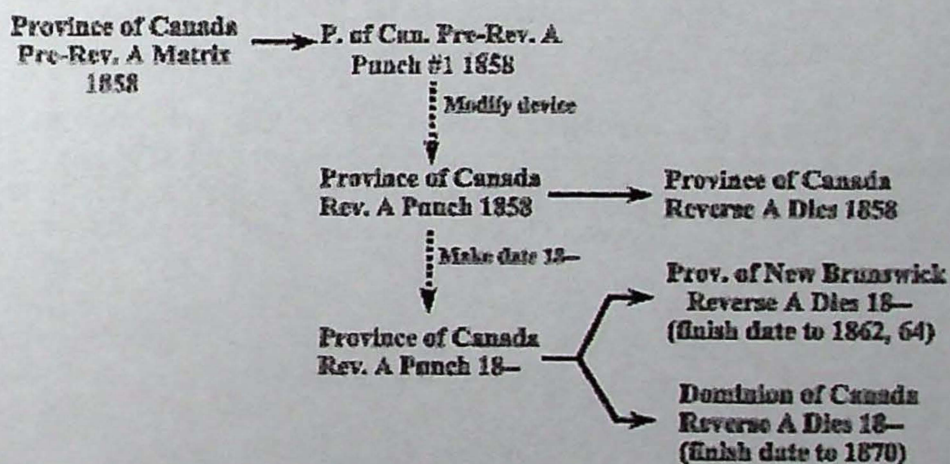 Province of Canada
Pre-Rev. A Matrix
1858
P. of Can. Pre-Rev. A
Punch #1 1858
Modify device
Province of Canada
Rev. A Punch 1858
Province of Canada
Reverse A Dies 1858
Make date 18–
Prov. of New Brunswick
Reverse A Dies 18–
(finish date to 1862, 64)
Province of Canada
Rev. A Punch 18–
Dominion of Canada
Reverse A Dies 18–
(finish date to 1870)